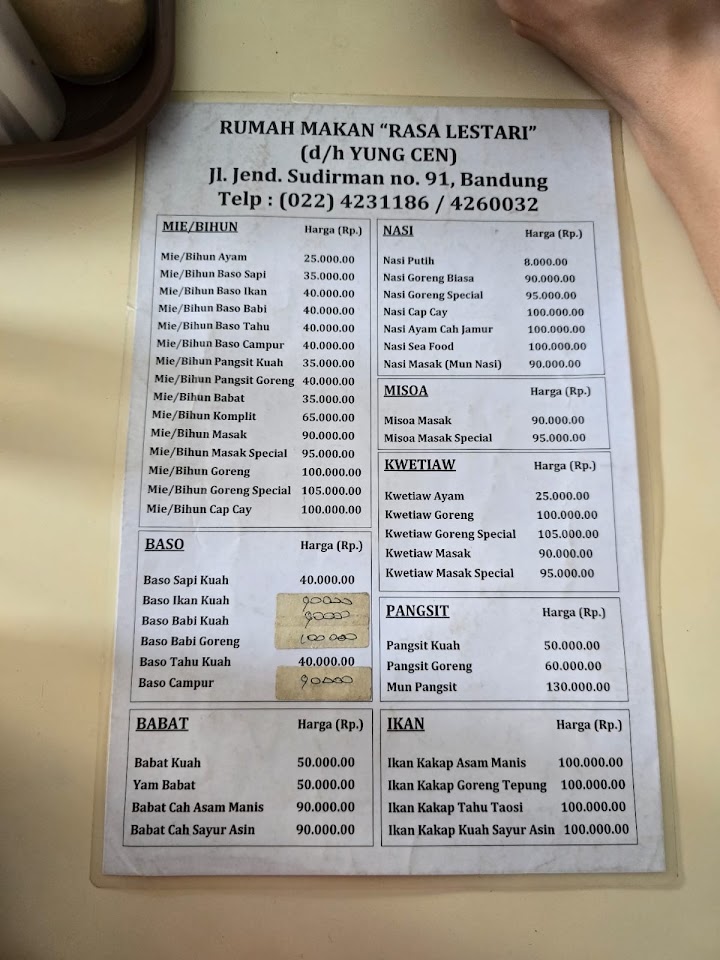 RUMAH MAKAN “RASA LESTARI”
(d/h YUNG CEN)
Jl. Jend. Sudirman no. 91, Bandung
Telp : (022) 4231186 / 4260032
MIE/BIHUN Harga (Rp.)
Mie/Bihun Ayam 25.000.00
Mie/Bihun Baso Sapi 35.000.00
Mie/Bihun Baso Ikan 40.000.00
Mie/Bihun Baso Babi 40.000.00
Mie/Bihun Baso Tahu 40.000.00
Mie/Bihun Baso Campur 40.000.00
Mie/Bihun Pangsit Kuah 35.000.00
Mie/Bihun Pangsit Goreng 40.000.00
Mie/Bihun Babat 35.000.00
Mie/Bihun Komplit 65.000.00
Mie/Bihun Masak 90.000.00
Mie/Bihun Masak Special 95.000.00
Mie/Bihun Goreng 100.000.00
Mie/Bihun Goreng Special 105.000.00
Mie/Bihun Cap Cay 100.000.00
BASO Harga (Rp.)
Baso Sapi Kuah 40.000.00
Baso Ikan Kuah 90000
Baso Babi Kuah 90000
Baso Babi Goreng 100 000
Baso Tahu Kuah 40.000.00
Baso Campur 90000
BABAT Harga (Rp.)
Babat Kuah 50.000.00
Yam Babat 50.000.00
Babat Cah Asam Manis 90.000.00
Babat Cah Sayur Asin 90.000.00
NASI Harga (Rp.)
Nasi Putih 8.000.00
Nasi Goreng Biasa 90.000.00
Nasi Goreng Special 95.000.00
Nasi Cap Cay 100.000.00
Nasi Ayam Cah Jamur 100.000.00
Nasi Sea Food 100.000.00
Nasi Masak (Mun Nasi) 90.000.00
MISOA Harga (Rp.)
Misoa Masak 90.000.00
Misoa Masak Special 95.000.00
KWETIAW Harga (Rp.)
Kwetiaw Ayam 25.000.00
Kwetiaw Goreng 100.000.00
Kwetiaw Goreng Special 105.000.00
Kwetiaw Masak 90.000.00
Kwetiaw Masak Special 95.000.00
PANGSIT Harga (Rp.)
Pangsit Kuah 50.000.00
Pangsit Goreng 60.000.00
Mun Pangsit 130.000.00
IKAN Harga (Rp.)
Ikan Kakap Asam Manis 100.000.00
Ikan Kakap Goreng Tepung 100.000.00
Ikan Kakap Tahu Taosi 100.000.00
Ikan Kakap Kuah Sayur Asin 100.000.00